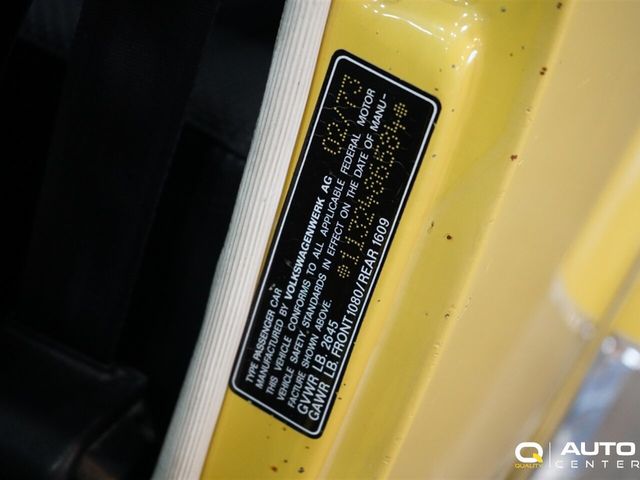 TYPE PASSENGER CAR
MANUFACTURED BY VOLKSWAGENWERK AG 02/73
THIS VEHICLE CONFORMS TO ALL APPLICABLE FEDERAL MOTOR
VEHICLE SAFETY STANDARDS IN EFFECT ON THE DATE OF MANU-
FACTURE SHOWN ABOVE.
GVWR LB. 2645
GAWR LB. FRONT 1080/REAR 1609
Q
QUALITY
AUTO
CENTER